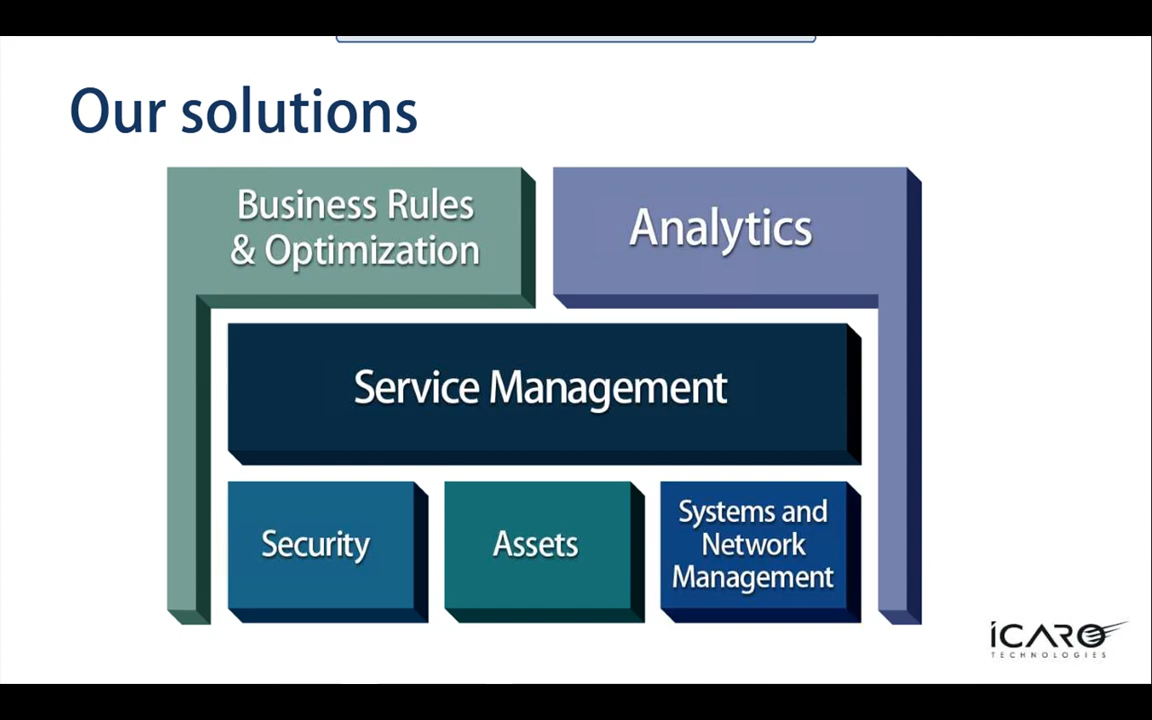 Our solutions
Business Rules
& Optimization
Analytics
Service Management
Security
Assets
Systems and
Network
Management
iCARO
TECHNOLOGIES